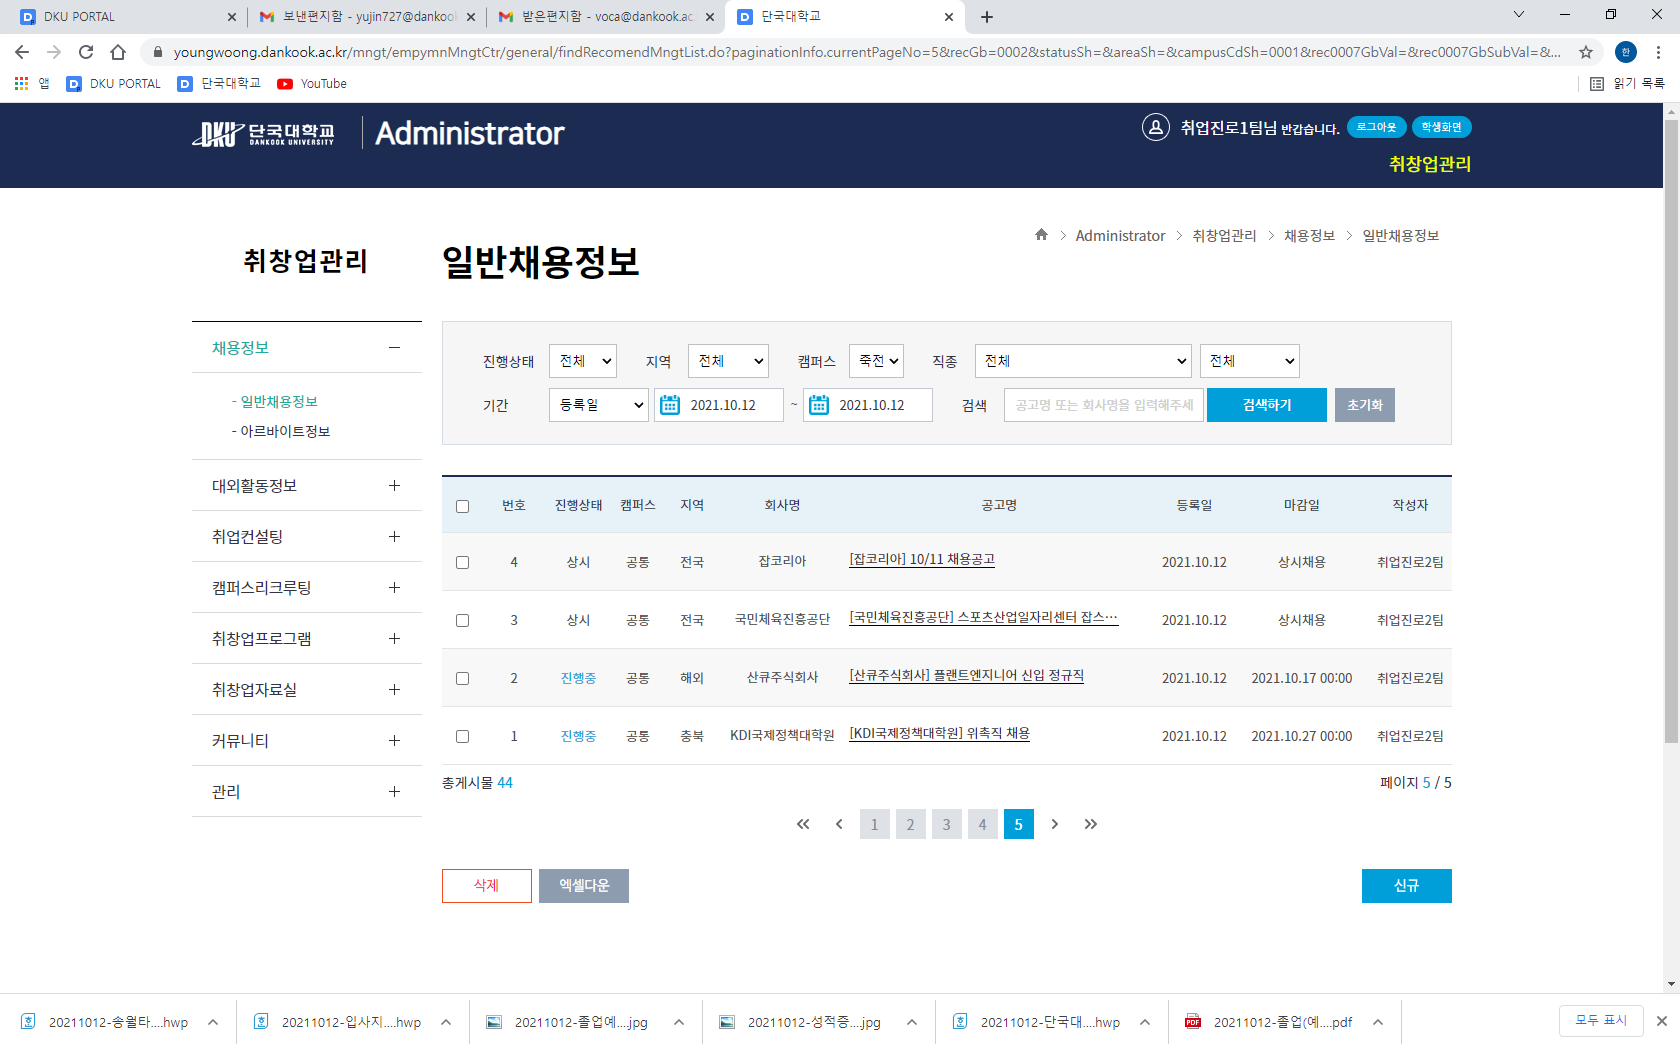 DKU PORTAL
보낸편지함 - yujin727@dankook
받은편지함 - voca@dankook.ac.
단국대학교
youngwoong.dankook.ac.kr/mngt/empymnMngtCtr/general/findRecomendMngtList.do?paginationInfo.currentPageNo=5&recGb=0002&statusSh=&areaSh=&campusCdSh=0001&rec0007GbVal=&rec0007GbSubVal=&...
한
앱
DKU PORTAL
단국대학교
YouTube
읽기 목록
DKU 단국대학교
DANKOOK UNIVERSITY
Administrator
취업진로1팀님 반갑습니다.
로그아웃
학생화면
취창업관리
Administrator > 취창업관리 > 채용정보 > 일반채용정보
취창업관리
일반채용정보
채용정보
- 일반채용정보
- 아르바이트정보
대외활동정보
취업컨설팅
캠퍼스리크루팅
취창업프로그램
취창업자료실
커뮤니티
관리
진행상태 전체 지역 전체 캠퍼스 죽전 직종 전체 전체
기간 등록일 2021.10.12 ~ 2021.10.12 검색 공고명 또는 회사명을 입력해주세 검색하기 초기화
번호 진행상태 캠퍼스 지역 회사명 공고명 등록일 마감일 작성자
4 상시 공통 전국 잡코리아 [잡코리아] 10/11 채용공고 2021.10.12 상시채용 취업진로2팀
3 상시 공통 전국 국민체육진흥공단 [국민체육진흥공단] 스포츠산업일자리센터 잡스… 2021.10.12 상시채용 취업진로2팀
2 진행중 공통 해외 산큐주식회사 [산큐주식회사] 플랜트엔지니어 신입 정규직 2021.10.12 2021.10.17 00:00 취업진로2팀
1 진행중 공통 충북 KDI국제정책대학원 [KDI국제정책대학원] 위촉직 채용 2021.10.12 2021.10.27 00:00 취업진로2팀
총게시물 44
페이지 5 / 5
1 2 3 4 5
삭제
엑셀다운
신규
20211012-송월타....hwp
20211012-입사지....hwp
20211012-졸업예....jpg
20211012-성적증....jpg
20211012-단국대....hwp
20211012-졸업(예....pdf
모두 표시